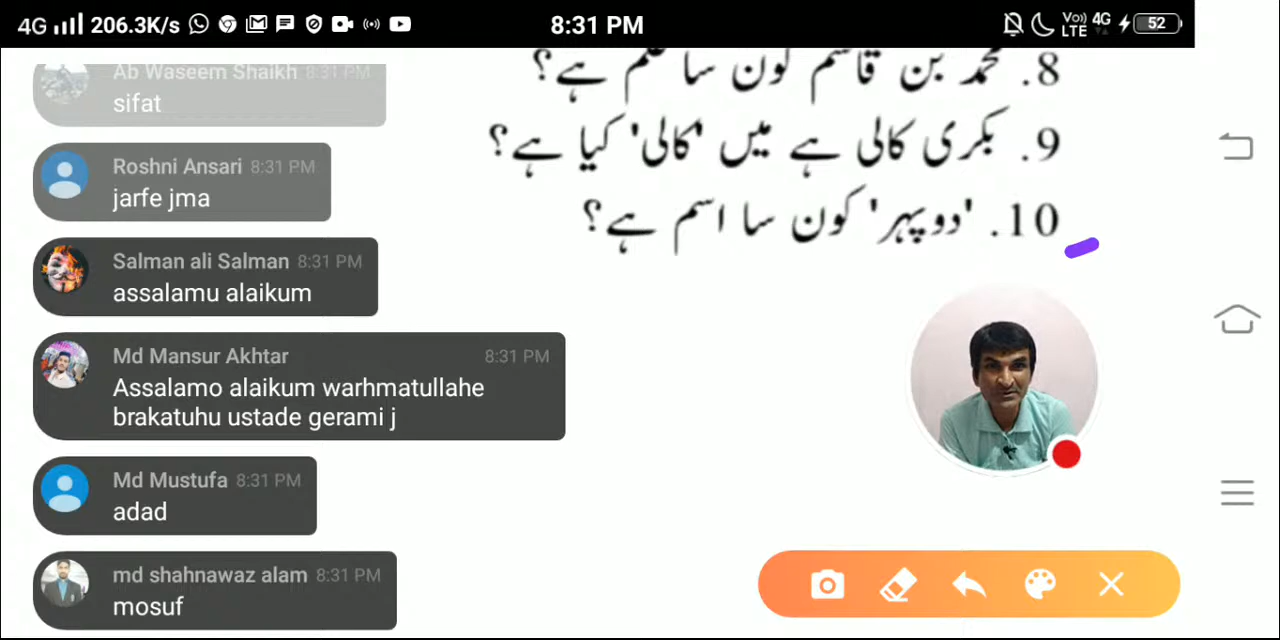 4G 206.3K/s 8:31 PM Vo) LTE 4G 52
Ab Waseem Shaikh 8:31 PM
sifat
Roshni Ansari 8:31 PM
jarfe jma
Salman ali Salman 8:31 PM
assalamu alaikum
Md Mansur Akhtar 8:31 PM
Assalamo alaikum warhmatullahe
brakatuhu ustade gerami j
Md Mustufa 8:31 PM
adad
md shahnawaz alam 8:31 PM
mosuf
8. محمد بن قاسم کون سا علم ہے؟
9. بکری کالی ہے میں 'کالی' کیا ہے؟
10. 'دوپہر' کون سا اسم ہے؟